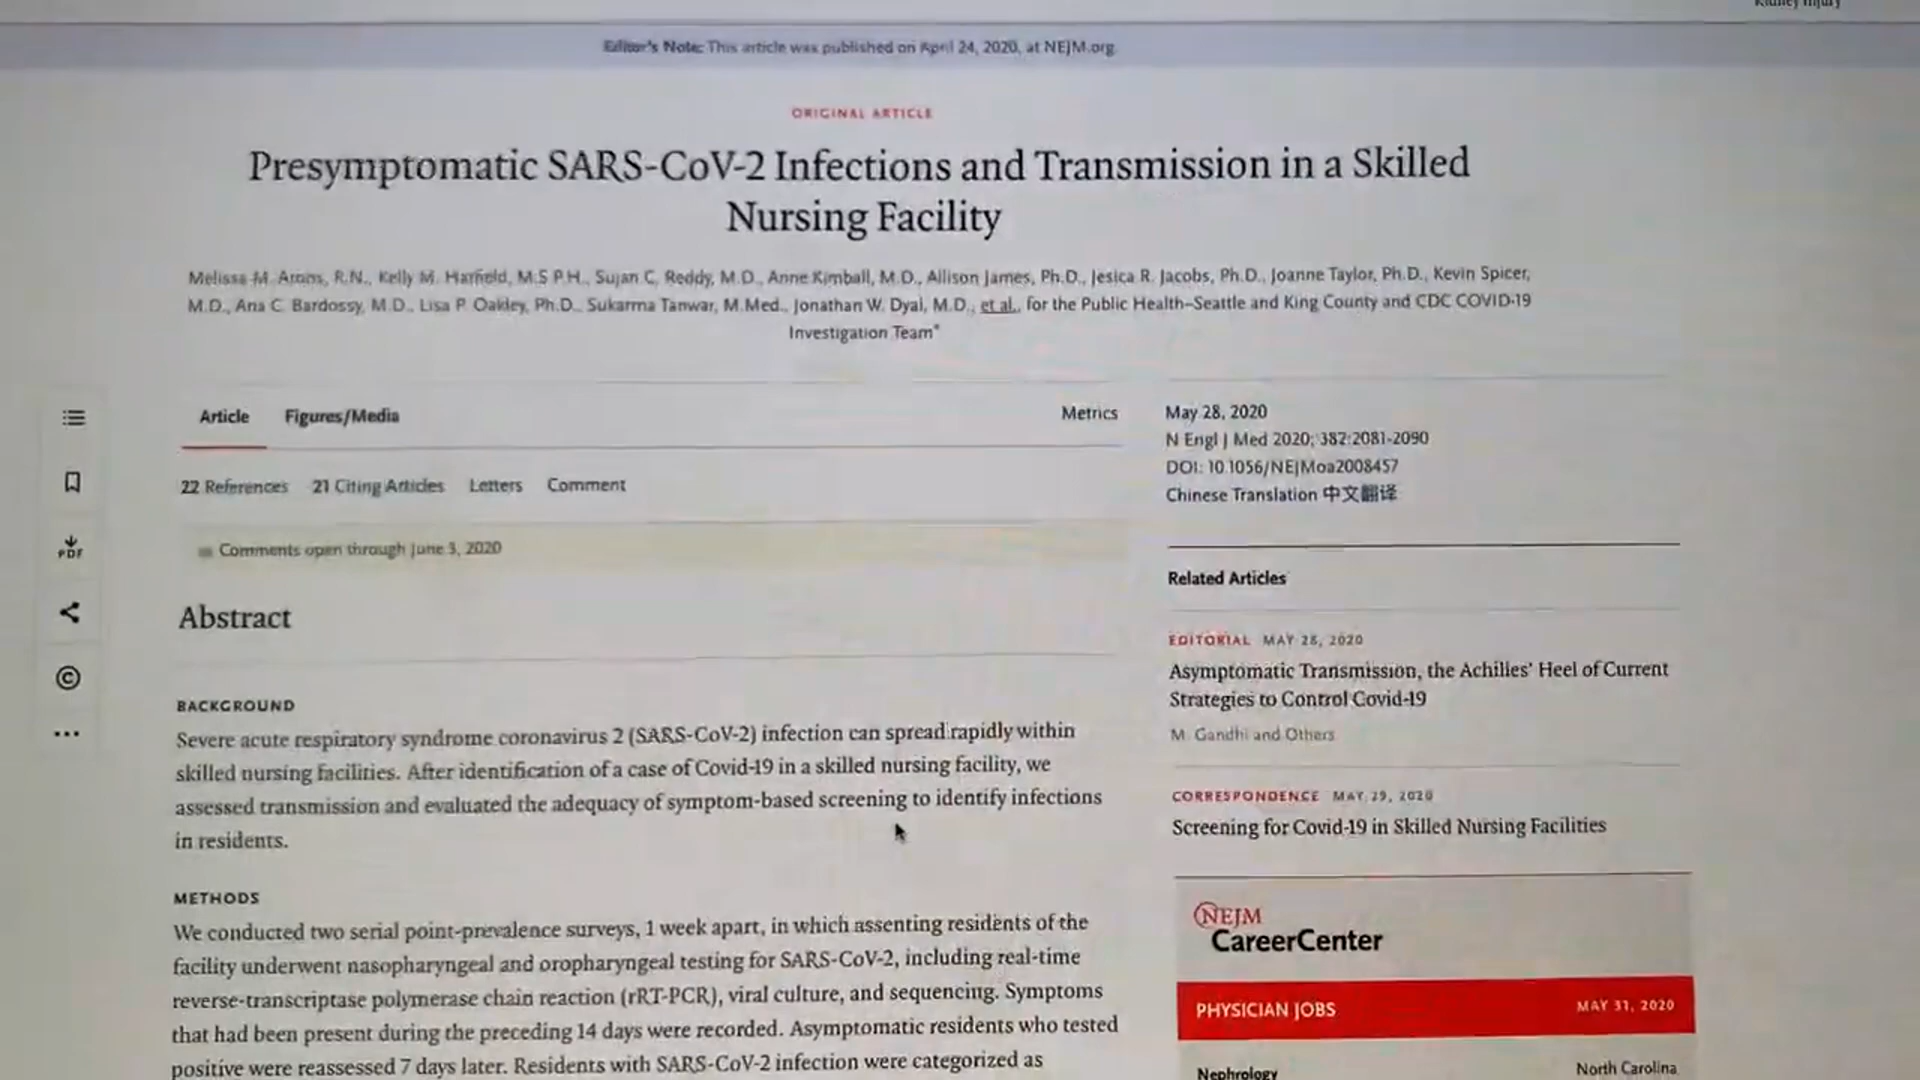 Kidney Injury
Editor's Note: This article was published on April 24, 2020, at NEJM.org.
ORIGINAL ARTICLE
Presymptomatic SARS-CoV-2 Infections and Transmission in a Skilled
Nursing Facility
Melissa M. Arons, R.N., Kelly M. Hatfield, M.S.P.H., Sujan C. Reddy, M.D., Anne Kimball, M.D., Allison James, Ph.D., Jesica R. Jacobs, Ph.D., Joanne Taylor, Ph.D., Kevin Spicer,
M.D., Ana C. Bardossy, M.D., Lisa P. Oakley, Ph.D., Sukarma Tanwar, M.Med., Jonathan W. Dyal, M.D., et al., for the Public Health–Seattle and King County and CDC COVID-19
Investigation Team*
Article Figures/Media Metrics
22 References 21 Citing Articles Letters Comment
Comments open through June 3, 2020
PDF
Abstract
BACKGROUND
Severe acute respiratory syndrome coronavirus 2 (SARS-CoV-2) infection can spread rapidly within
skilled nursing facilities. After identification of a case of Covid-19 in a skilled nursing facility, we
assessed transmission and evaluated the adequacy of symptom-based screening to identify infections
in residents.
METHODS
We conducted two serial point-prevalence surveys, 1 week apart, in which assenting residents of the
facility underwent nasopharyngeal and oropharyngeal testing for SARS-CoV-2, including real-time
reverse-transcriptase polymerase chain reaction (rRT-PCR), viral culture, and sequencing. Symptoms
that had been present during the preceding 14 days were recorded. Asymptomatic residents who tested
positive were reassessed 7 days later. Residents with SARS-CoV-2 infection were categorized as
May 28, 2020
N Engl J Med 2020; 382:2081-2090
DOI: 10.1056/NEJMoa2008457
Chinese Translation 中文翻译
Related Articles
EDITORIAL MAY 28, 2020
Asymptomatic Transmission, the Achilles' Heel of Current
Strategies to Control Covid-19
M. Gandhi and Others
CORRESPONDENCE MAY 29, 2020
Screening for Covid-19 in Skilled Nursing Facilities
NEJM
CareerCenter
PHYSICIAN JOBS MAY 31, 2020
Nephrology North Carolina